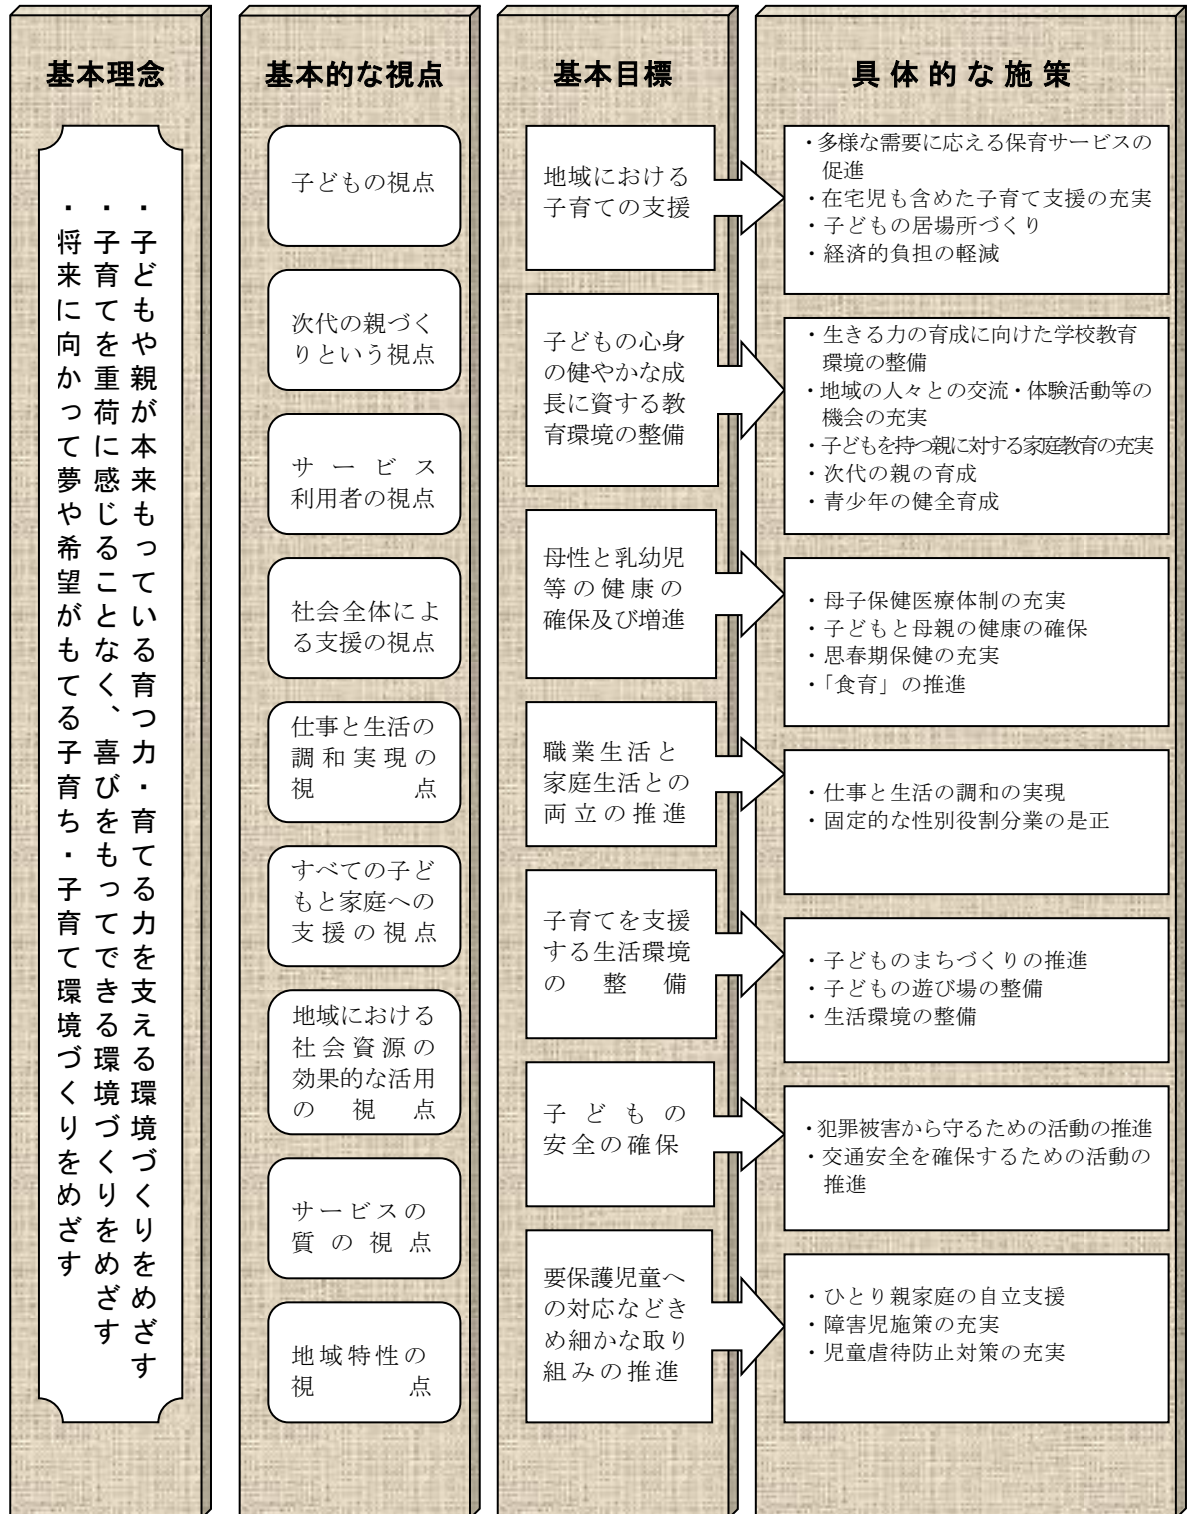 基本理念
・子どもや親が本来もっている育つ力・育てる力を支える環境づくりをめざす
・子育てを重荷に感じることなく、喜びをもってできる環境づくりをめざす
・将来に向かって夢や希望がもてる子育ち・子育て環境づくりをめざす
基本的な視点
子どもの視点
次代の親づく
りという視点
サービス
利用者の視点
社会全体によ
る支援の視点
仕事と生活の
調和実現の
視点
すべての子ど
もと家庭への
支援の視点
地域における
社会資源の
効果的な活用
の視点
サービスの
質の視点
地域特性の
視点
基本目標
地域における
子育ての支援
子どもの心身
の健やかな成
長に資する教
育環境の整備
母性と乳幼児
等の健康の
確保及び増進
職業生活と
家庭生活との
両立の推進
子育てを支援
する生活環境
の整備
子どもの
安全の確保
要保護児童へ
の対応などき
め細かな取り
組みの推進
具体的な施策
・多様な需要に応える保育サービスの
促進
・在宅児も含めた子育て支援の充実
・子どもの居場所づくり
・経済的負担の軽減
・生きる力の育成に向けた学校教育
環境の整備
・地域の人々との交流・体験活動等の
機会の充実
・子どもを持つ親に対する家庭教育の充実
・次代の親の育成
・青少年の健全育成
・母子保健医療体制の充実
・子どもと母親の健康の確保
・思春期保健の充実
・「食育」の推進
・仕事と生活の調和の実現
・固定的な性別役割分業の是正
・子どものまちづくりの推進
・子どもの遊び場の整備
・生活環境の整備
・犯罪被害から守るための活動の推進
・交通安全を確保するための活動の
推進
・ひとり親家庭の自立支援
・障害児施策の充実
・児童虐待防止対策の充実